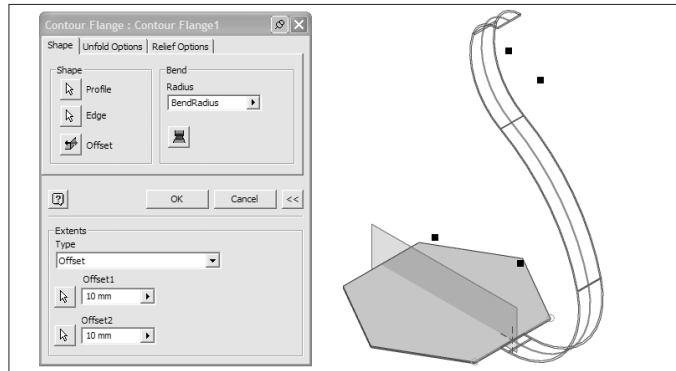 Contour Flange : Contour Flange1
Shape Unfold Options Relief Options
Shape
Profile
Edge
Offset
Bend
Radius
BendRadius
OK Cancel <<
Extents
Type
Offset
Offset1
10 mm
Offset2
10 mm